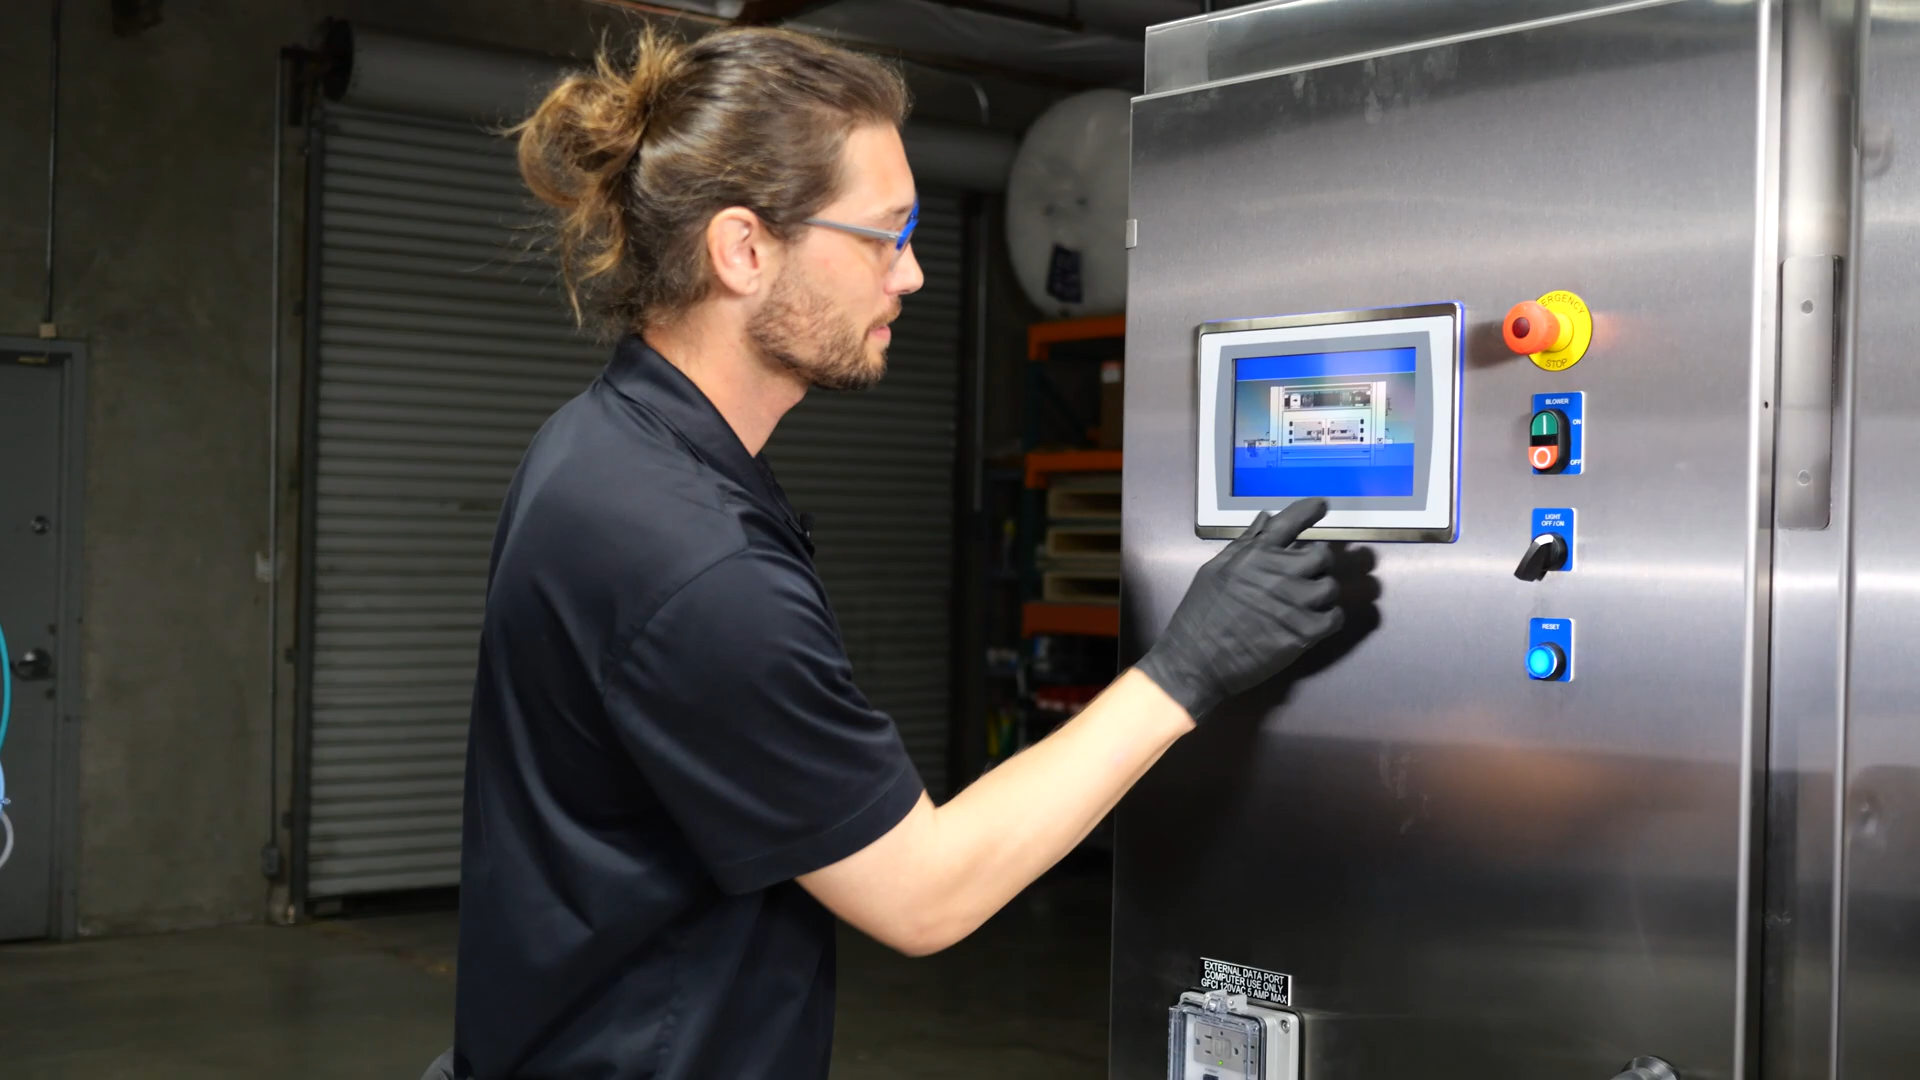 EMERGENCY
STOP
BLOWER
ON
OFF
LIGHT
OFF / ON
RESET
EXTERNAL DATA PORT
COMPUTER USE ONLY
GFCI 120VAC 5 AMP MAX